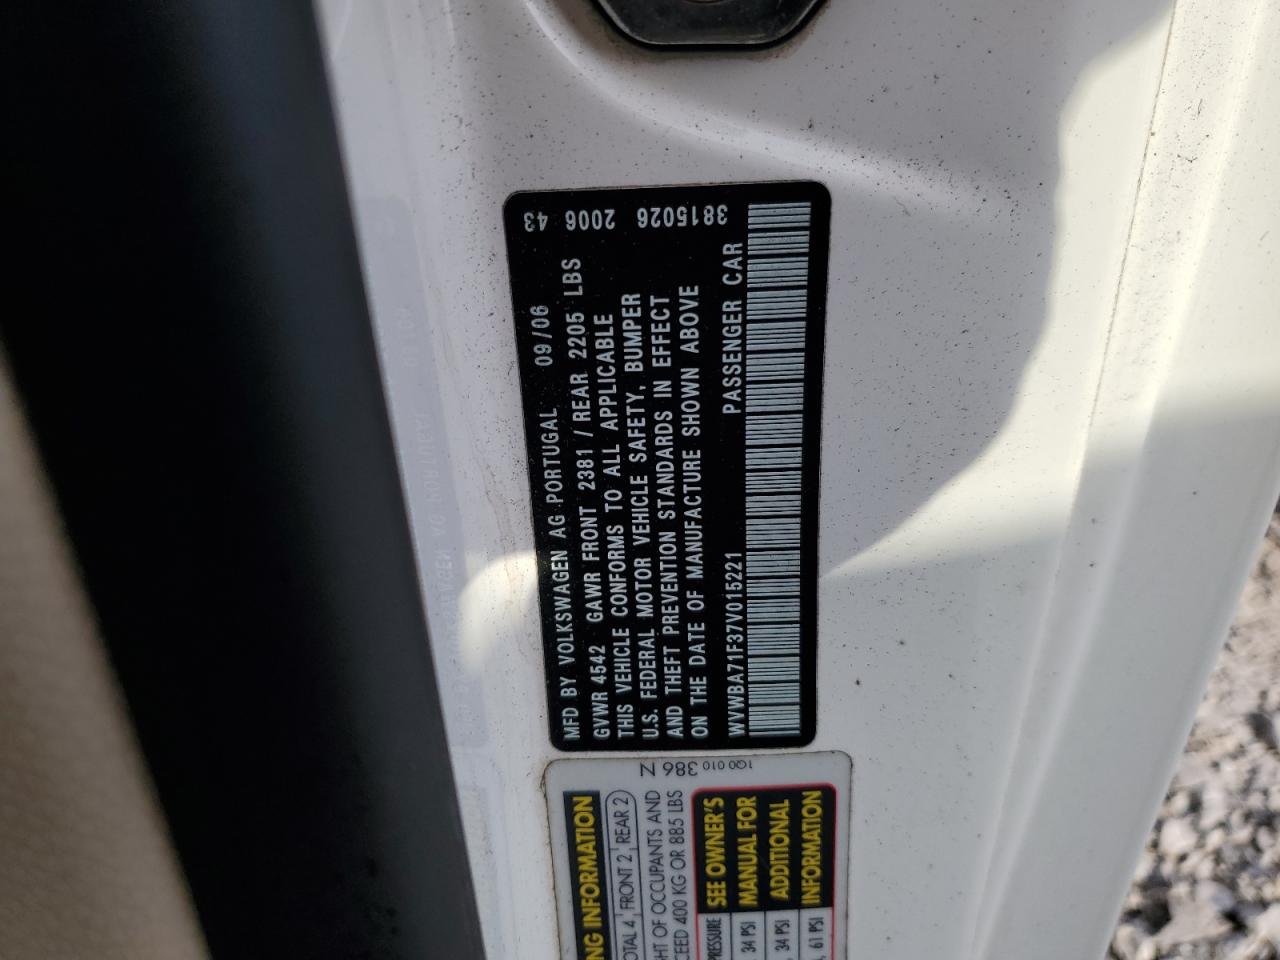 MFD BY VOLKSWAGEN AG PORTUGAL 09/06
GVWR 4542 GAWR FRONT 2381 / REAR 2205 LBS
THIS VEHICLE CONFORMS TO ALL APPLICABLE
U.S. FEDERAL MOTOR VEHICLE SAFETY, BUMPER
AND THEFT PREVENTION STANDARDS IN EFFECT
ON THE DATE OF MANUFACTURE SHOWN ABOVE
WVWBA71F37V015221 PASSENGER CAR
43 2006 3815026
1Q0 010 386 N
NG INFORMATION
OTAL 4 FRONT 2 REAR 2
GHT OF OCCUPANTS AND
CEED 400 KG OR 885 LBS
PRESSURE SEE OWNER'S
34 PSI MANUAL FOR
34 PSI ADDITIONAL
61 PSI INFORMATION